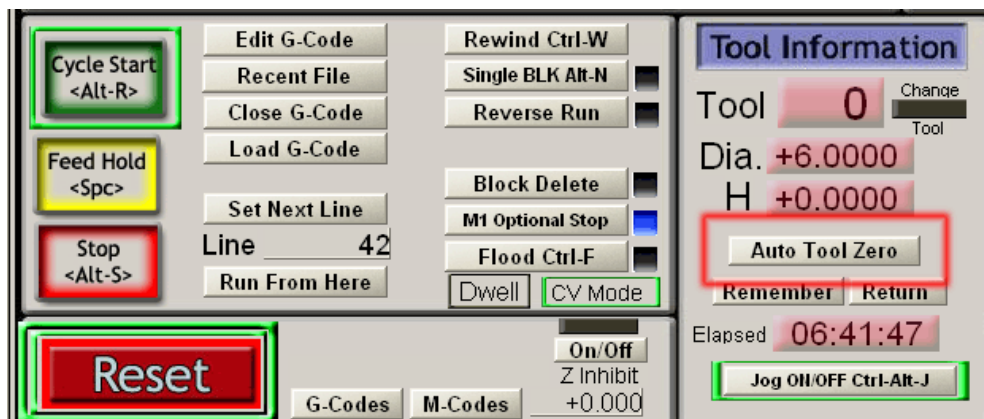 Cycle Start
<Alt-R>
Feed Hold
<Spc>
Stop
<Alt-S>
Edit G-Code
Recent File
Close G-Code
Load G-Code
Set Next Line
Line 42
Run From Here
Rewind Ctrl-W
Single BLK Alt-N
Reverse Run
Block Delete
M1 Optional Stop
Flood Ctrl-F
Dwell CV Mode
Reset
G-Codes M-Codes
On/Off
Z Inhibit
+0.000
Tool Information
Tool 0 Change
Tool
Dia. +6.0000
H +0.0000
Auto Tool Zero
Remember Return
Elapsed 06:41:47
Jog ON/OFF Ctrl-Alt-J